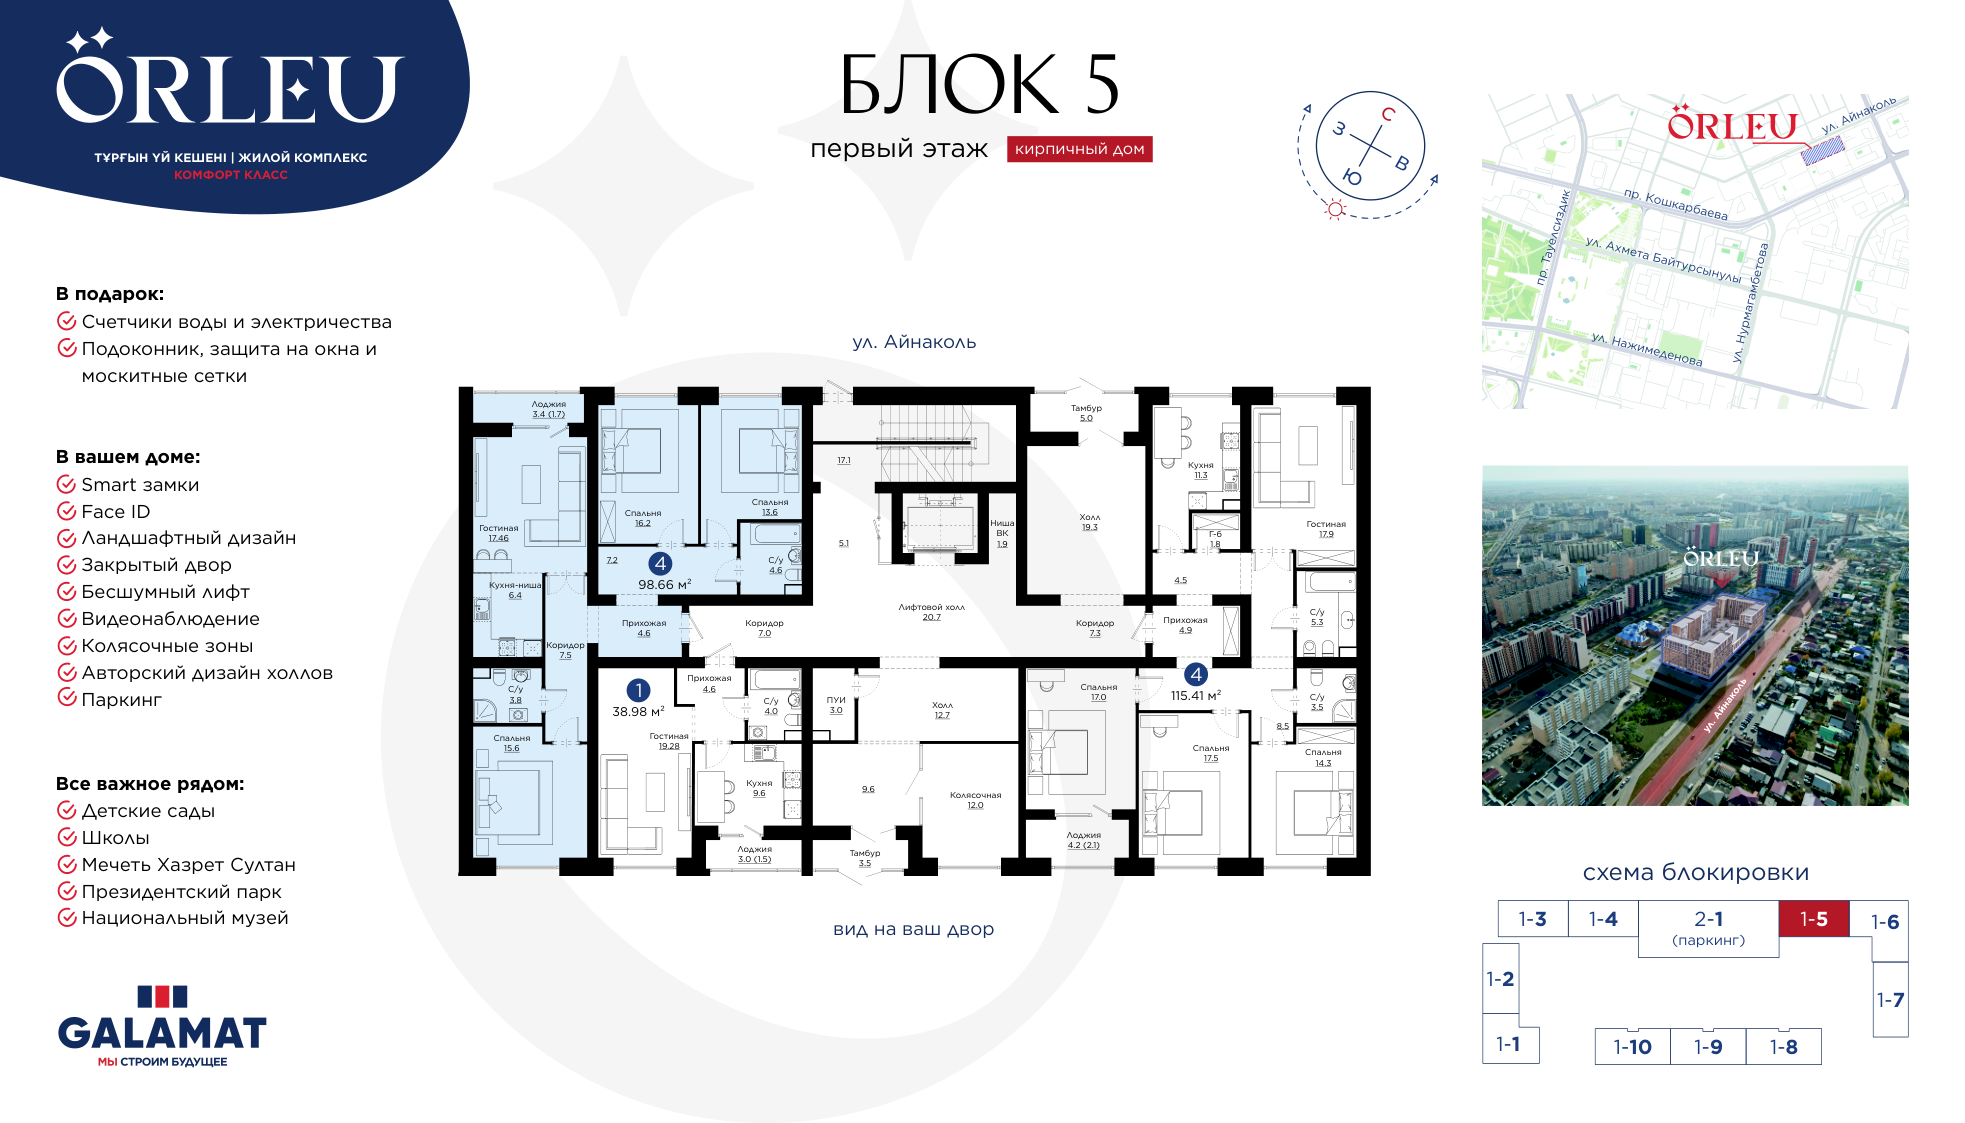 ÖRLEU
ТҰРҒЫН ҮЙ КЕШЕНІ | ЖИЛОЙ КОМПЛЕКС
КОМФОРТ КЛАСС
БЛОК 5
первый этаж
кирпичный дом
С
З
В
Ю
ÖRLEU
ул. Айнаколь
пр. Кошкарбаева
пр. Тауелсиздик
ул. Ахмета Байтурсынулы
ул. Нурмагамбетова
ул. Нажимеденова
В подарок:
Счетчики воды и электричества
Подоконник, защита на окна и
москитные сетки
В вашем доме:
Smart замки
Face ID
Ландшафтный дизайн
Закрытый двор
Бесшумный лифт
Видеонаблюдение
Колясочные зоны
Авторский дизайн холлов
Паркинг
Все важное рядом:
Детские сады
Школы
Мечеть Хазрет Султан
Президентский парк
Национальный музей
GALAMAT
МЫ СТРОИМ БУДУЩЕЕ
ул. Айнаколь
Лоджия
3.4 (1.7)
Гостиная
17.46
Кухня-ниша
6.4
Спальня
16.2
Спальня
13.6
С/у
4.6
7.2
4
98.66 м²
Прихожая
4.6
Коридор
7.5
С/у
3.8
Спальня
15.6
17.1
5.1
Ниша
ВК
1.9
Лифтовой холл
20.7
Коридор
7.0
Тамбур
5.0
Холл
19.3
Коридор
7.3
Кухня
11.3
Г-б
1.8
Гостиная
17.9
4.5
С/у
5.3
Прихожая
4.9
4
115.41 м²
С/у
3.5
8.5
Спальня
17.0
Спальня
17.5
Спальня
14.3
Лоджия
4.2 (2.1)
1
38.98 м²
Прихожая
4.6
С/у
4.0
Гостиная
19.28
Кухня
9.6
Лоджия
3.0 (1.5)
ПУИ
3.0
Холл
12.7
9.6
Колясочная
12.0
Тамбур
3.5
вид на ваш двор
ÖRLEU
ул. Айнаколь
схема блокировки
1-3
1-4
2-1
(паркинг)
1-5
1-6
1-2
1-7
1-1
1-10
1-9
1-8